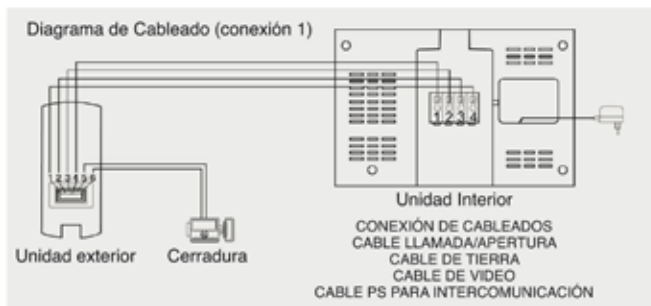 Diagrama de Cableado (conexión 1)
1 2 3 4
1 2 3 4 5 6
Unidad exterior
Cerradura
Unidad Interior
CONEXIÓN DE CABLEADOS
CABLE LLAMADA/APERTURA
CABLE DE TIERRA
CABLE DE VIDEO
CABLE PS PARA INTERCOMUNICACIÓN